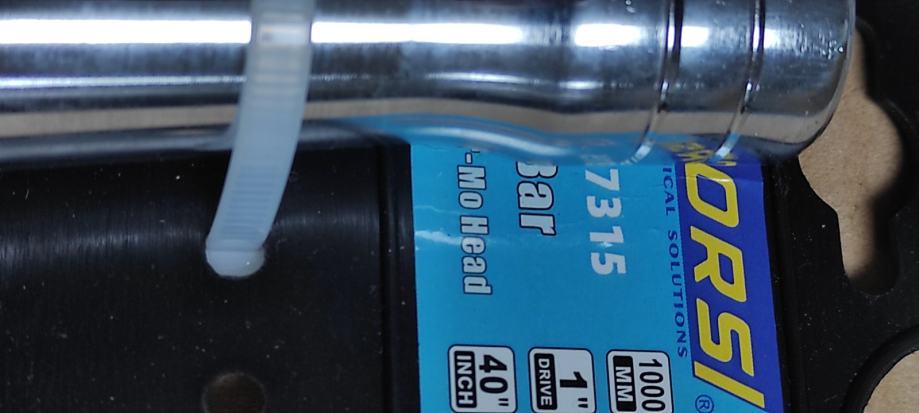 ORSI®
ICAL SOLUTIONS
7315
Bar
-Mo Head
1000 MM
1" DRIVE
40" INCH